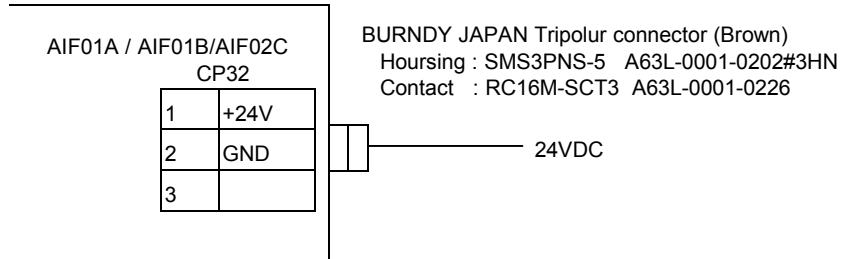 AIF01A / AIF01B/AIF02C
CP32
1 +24V
2 GND
3
BURNDY JAPAN Tripolur connector (Brown)
Hoursing : SMS3PNS-5 A63L-0001-0202#3HN
Contact : RC16M-SCT3 A63L-0001-0226
24VDC